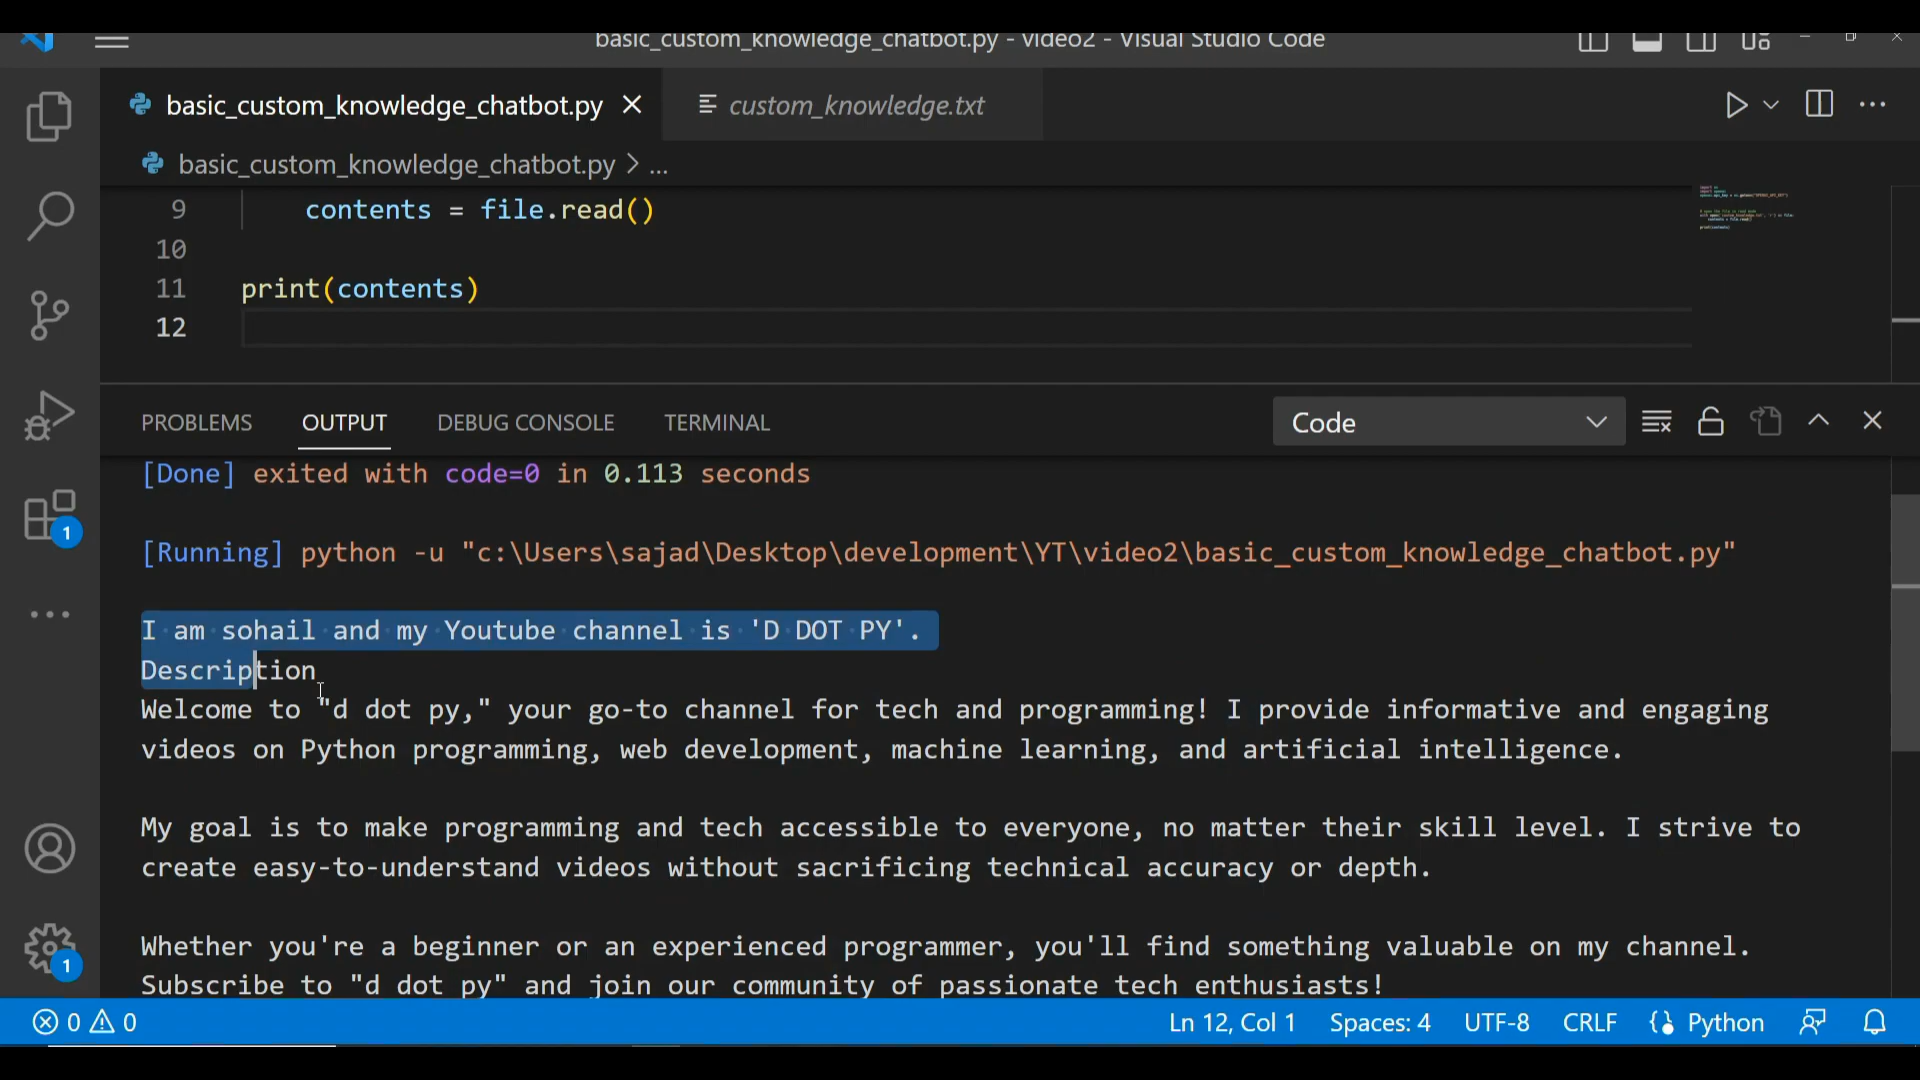 basic_custom_knowledge_chatbot.py - video2 - Visual Studio Code
basic_custom_knowledge_chatbot.py
custom_knowledge.txt
basic_custom_knowledge_chatbot.py > ...
9 contents = file.read()
10
11 print(contents)
12
PROBLEMS OUTPUT DEBUG CONSOLE TERMINAL Code
[Done] exited with code=0 in 0.113 seconds
1
[Running] python -u "c:\Users\sajad\Desktop\development\YT\video2\basic_custom_knowledge_chatbot.py"
I am sohail and my Youtube channel is 'D DOT PY'.
Description
Welcome to "d dot py," your go-to channel for tech and programming! I provide informative and engaging
videos on Python programming, web development, machine learning, and artificial intelligence.
My goal is to make programming and tech accessible to everyone, no matter their skill level. I strive to
create easy-to-understand videos without sacrificing technical accuracy or depth.
Whether you're a beginner or an experienced programmer, you'll find something valuable on my channel.
1
Subscribe to "d dot py" and join our community of passionate tech enthusiasts!
0 0 Ln 12, Col 1 Spaces: 4 UTF-8 CRLF Python